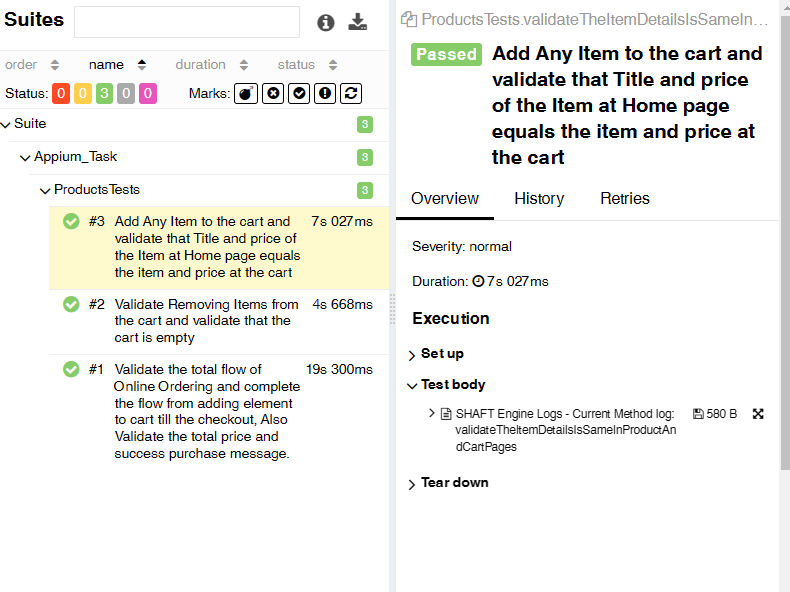 Suites
order name duration status
Status: 0 0 3 0 0 Marks:
Suite 3
Appium_Task 3
ProductsTests 3
#3 Add Any Item to the cart and 7s 027ms
validate that Title and price of
the Item at Home page equals
the item and price at the cart
#2 Validate Removing Items from 4s 668ms
the cart and validate that the
cart is empty
#1 Validate the total flow of 19s 300ms
Online Ordering and complete
the flow from adding element
to cart till the checkout, Also
Validate the total price and
success purchase message.
ProductsTests.validateTheItemDetailsIsSameIn...
Passed Add Any Item to the cart and
validate that Title and price
of the Item at Home page
equals the item and price at
the cart
Overview History Retries
Severity: normal
Duration: 7s 027ms
Execution
Set up
Test body
SHAFT Engine Logs - Current Method log: 580 B
validateTheItemDetailsIsSameInProductAn
dCartPages
Tear down